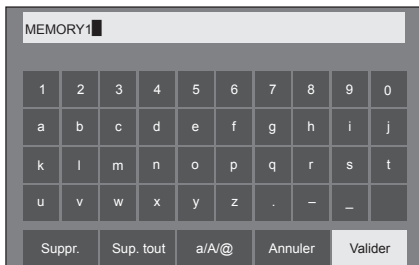 MEMORY1
1 2 3 4 5 6 7 8 9 0
a b c d e f g h i j
k l m n o p q r s t
u v w x y z . – _
Suppr. Sup. tout a/A/@ Annuler Valider